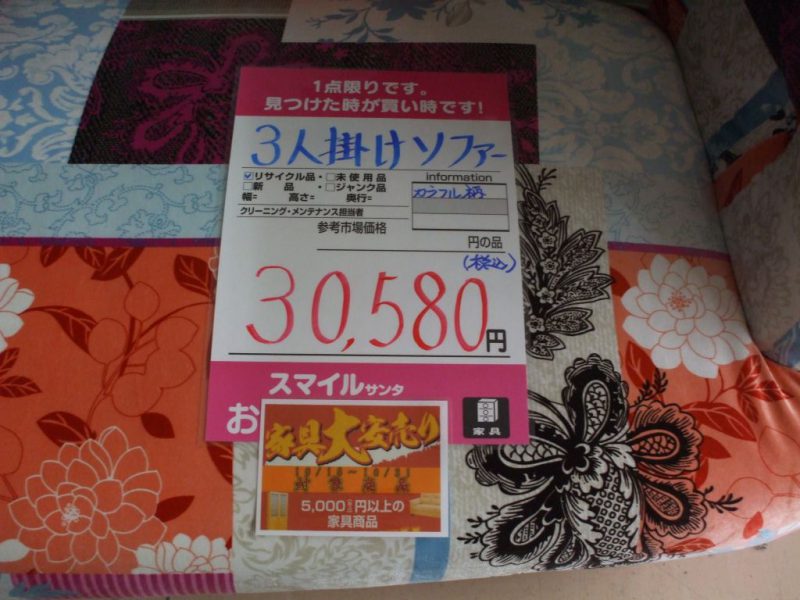 1点限りです。
見つけた時が買い時です!
3人掛けソファー
リサイクル品・未使用品
新品・ジャンク品
幅= 高さ= 奥行=
クリーニング・メンテナンス担当者
information
カラフル柄
参考市場価格
円の品
(税込)
30,580円
スマイルサンタ
お
家具
家具大安売り
対象商品
5,000円以上の
家具商品